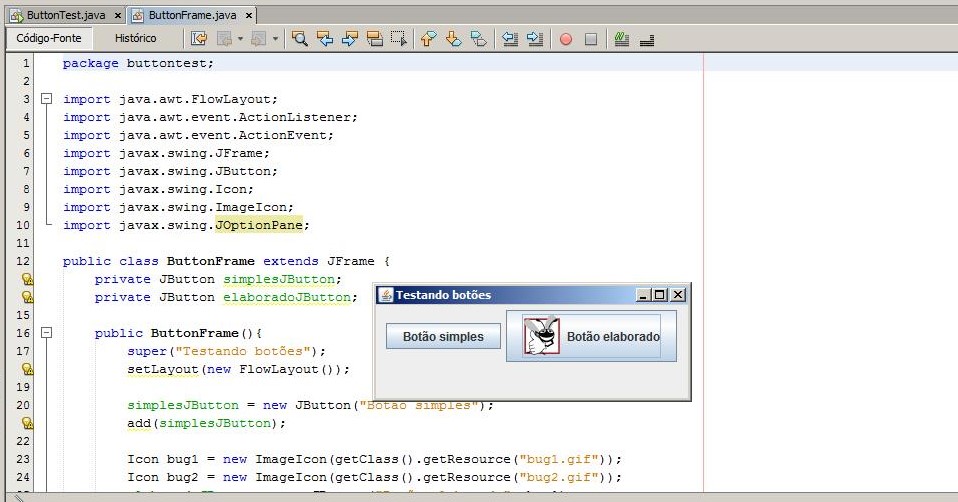 ButtonTest.java × ButtonFrame.java ×
Código-Fonte Histórico
1 package buttontest;
2
3 import java.awt.FlowLayout;
4 import java.awt.event.ActionListener;
5 import java.awt.event.ActionEvent;
6 import javax.swing.JFrame;
7 import javax.swing.JButton;
8 import javax.swing.Icon;
9 import javax.swing.ImageIcon;
10 import javax.swing.JOptionPane;
11
12 public class ButtonFrame extends JFrame {
private JButton simplesJButton;
private JButton elaboradoJButton;
15
16 public ButtonFrame(){
17 super("Testando botões");
setLayout(new FlowLayout());
19
20 simplesJButton = new JButton("Botão simples");
add(simplesJButton);
22
23 Icon bug1 = new ImageIcon(getClass().getResource("bug1.gif"));
24 Icon bug2 = new ImageIcon(getClass().getResource("bug2.gif"));
Testando botões
Botão simples
Botão elaborado